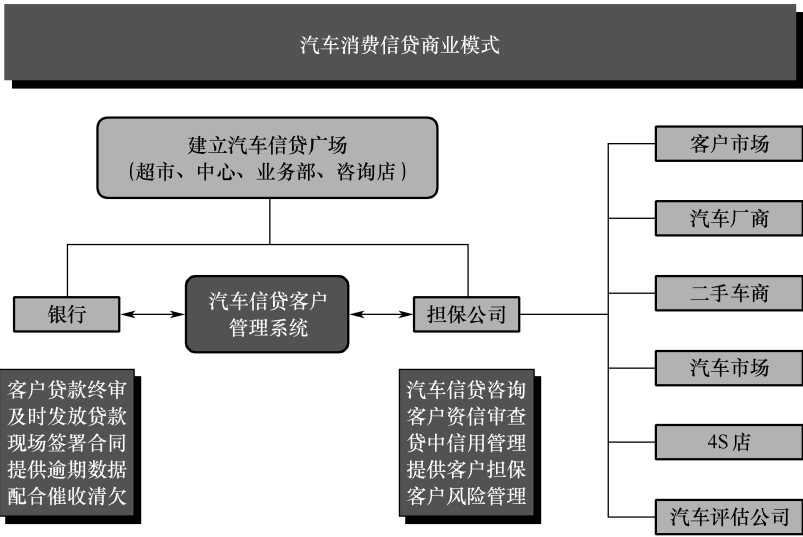 汽车消费信贷商业模式
建立汽车信贷广场
(超市、中心、业务部、咨询店)
银行
汽车信贷客户
管理系统
担保公司
客户贷款终审
及时发放贷款
现场签署合同
提供逾期数据
配合催收清欠
汽车信贷咨询
客户资信审查
贷中信用管理
提供客户担保
客户风险管理
客户市场
汽车厂商
二手车商
汽车市场
4S店
汽车评估公司